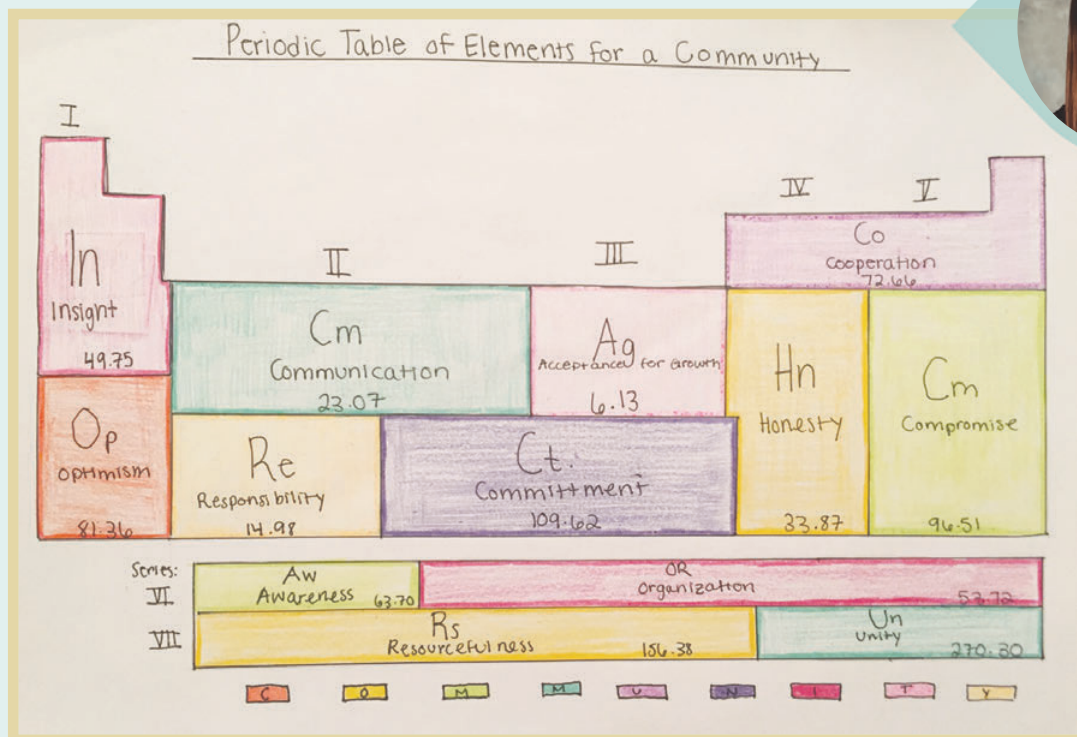 Periodic Table of Elements for a Community
I
II
III
IV
V
In
Insight
49.75
Op
Optimism
81.36
Cm
Communication
23.07
Re
Responsibility
14.98
Ag
Acceptance for Growth
6.13
Ct.
Committment
109.62
Co
Cooperation
72.66
Hn
Honesty
33.87
Cm
Compromise
96.51
Series:
VI
Aw
Awareness 63.70
OR
Organization
53.72
VII
Rs
Resourcefulness 156.38
Un
Unity
270.30
C O M M U N I T Y